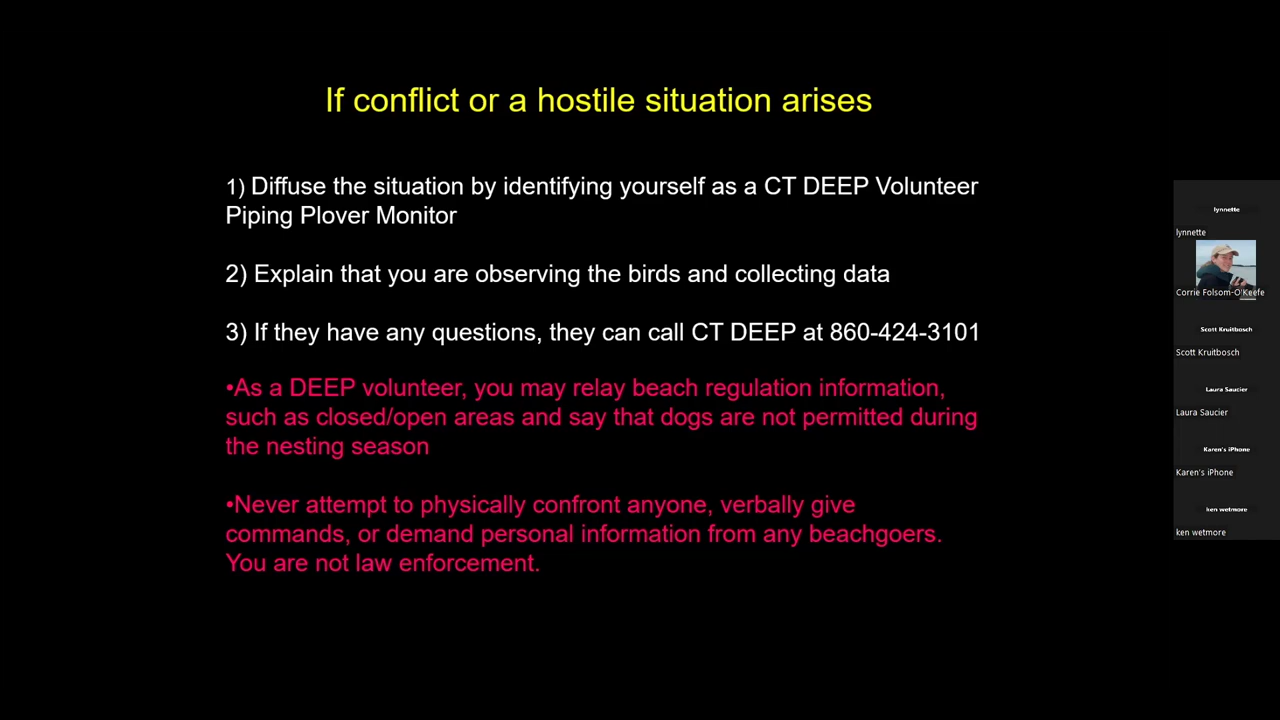 If conflict or a hostile situation arises
1) Diffuse the situation by identifying yourself as a CT DEEP Volunteer
Piping Plover Monitor
2) Explain that you are observing the birds and collecting data
3) If they have any questions, they can call CT DEEP at 860-424-3101
•As a DEEP volunteer, you may relay beach regulation information,
such as closed/open areas and say that dogs are not permitted during
the nesting season
•Never attempt to physically confront anyone, verbally give
commands, or demand personal information from any beachgoers.
You are not law enforcement.
lynnette
lynnette
Corrie Folsom-O'Keefe
Scott Kruitbosch
Scott Kruitbosch
Laura Saucier
Laura Saucier
Karen's iPhone
Karen's iPhone
ken wetmore
ken wetmore